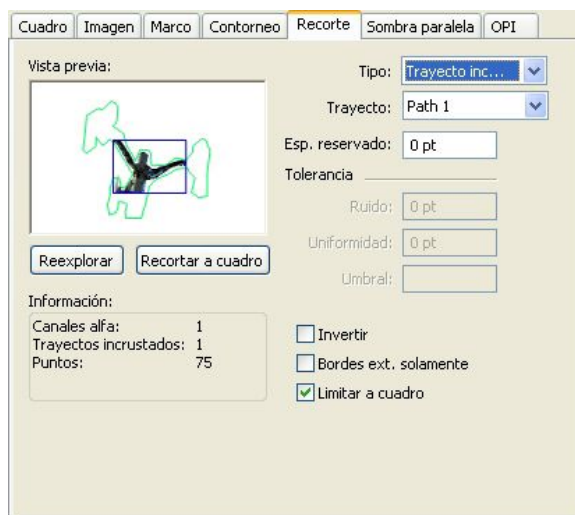 Cuadro Imagen Marco Contorneo Recorte Sombra paralela OPI
Vista previa:
Tipo: Trayecto inc...
Trayecto: Path 1
Esp. reservado: 0 pt
Tolerancia
Ruido: 0 pt
Uniformidad: 0 pt
Umbral:
Reexplorar Recortar a cuadro
Información:
Canales alfa: 1
Trayectos incrustados: 1
Puntos: 75
Invertir
Bordes ext. solamente
Limitar a cuadro